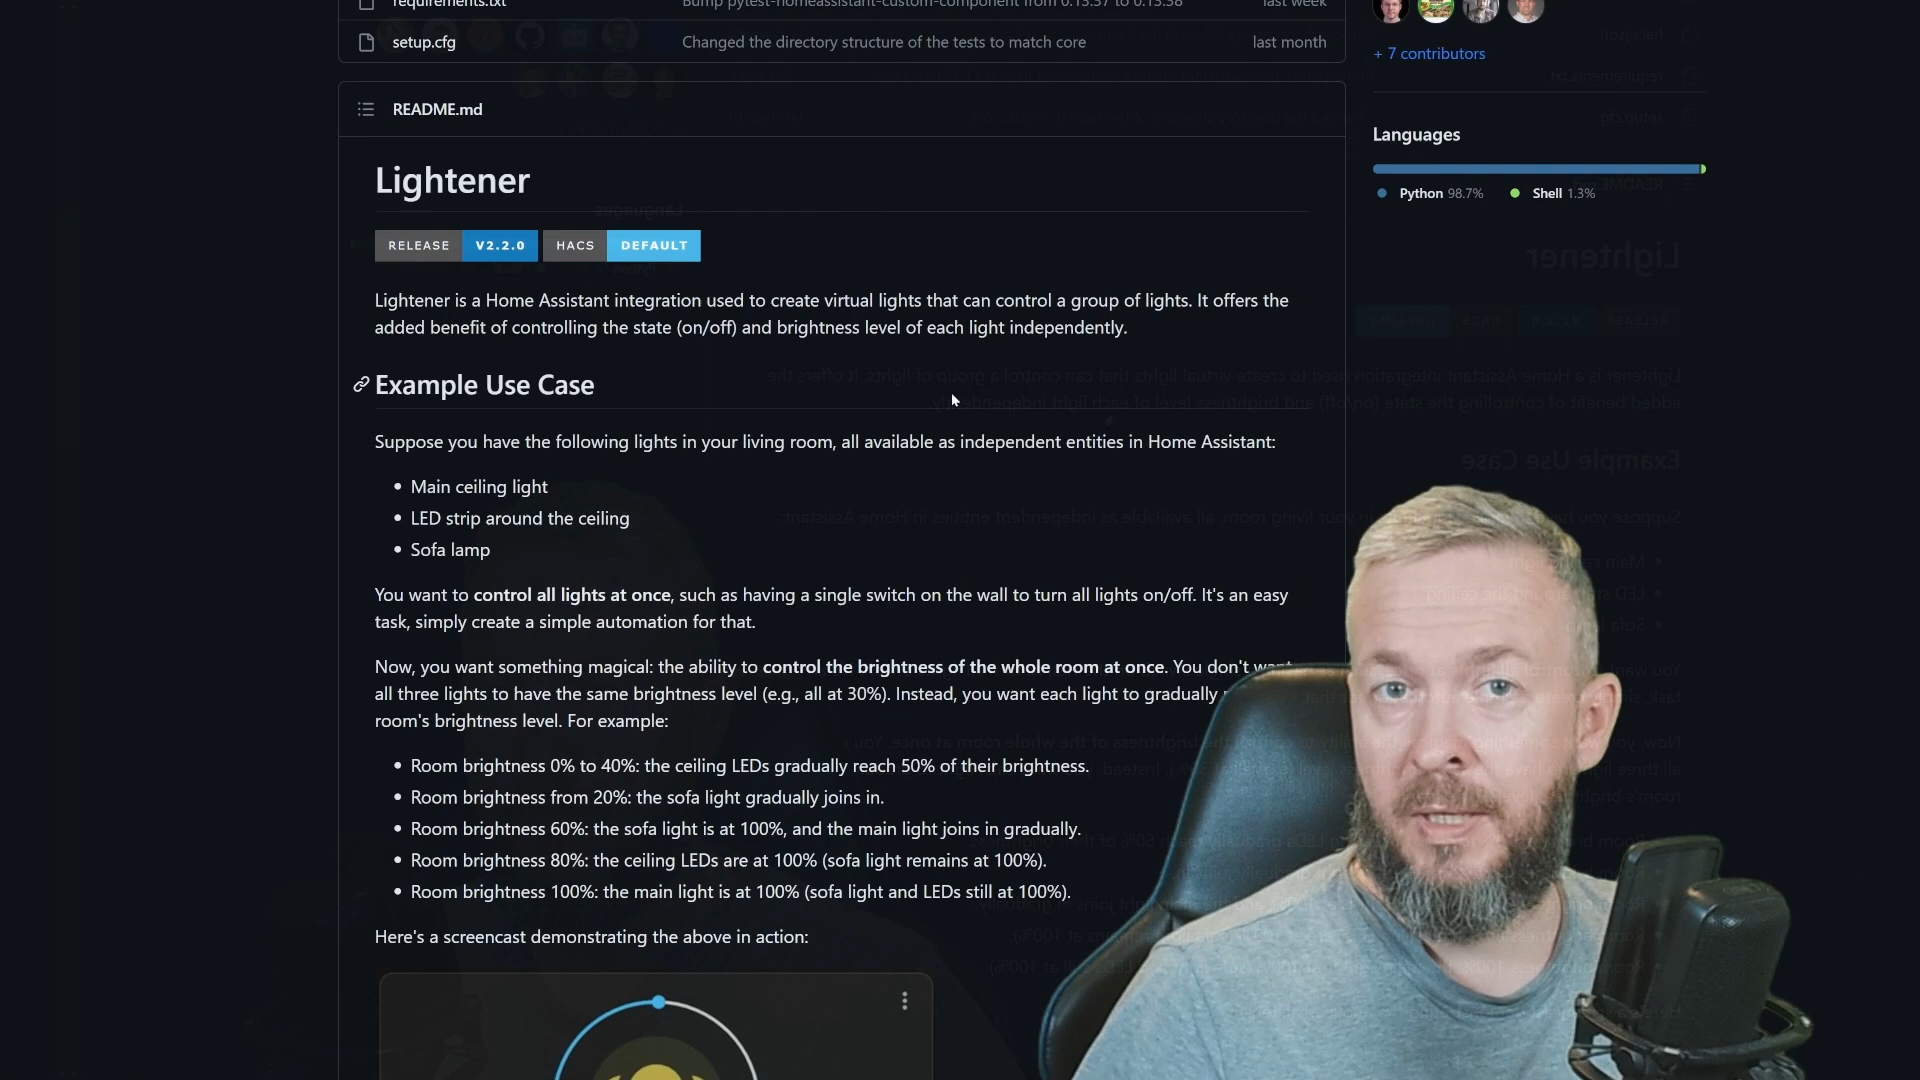 requirements.txt
Bump pytest-homeassistant-custom-component from 0.13.37 to 0.13.38
last week
setup.cfg
Changed the directory structure of the tests to match core
last month
+ 7 contributors
README.md
Languages
Python 98.7%
Shell 1.3%
Lightener
RELEASE V2.2.0 HACS DEFAULT
Lightener is a Home Assistant integration used to create virtual lights that can control a group of lights. It offers the
added benefit of controlling the state (on/off) and brightness level of each light independently.
Example Use Case
Suppose you have the following lights in your living room, all available as independent entities in Home Assistant:
• Main ceiling light
• LED strip around the ceiling
• Sofa lamp
You want to control all lights at once, such as having a single switch on the wall to turn all lights on/off. It's an easy
task, simply create a simple automation for that.
Now, you want something magical: the ability to control the brightness of the whole room at once. You don't want
all three lights to have the same brightness level (e.g., all at 30%). Instead, you want each light to gradually
room's brightness level. For example:
• Room brightness 0% to 40%: the ceiling LEDs gradually reach 50% of their brightness.
• Room brightness from 20%: the sofa light gradually joins in.
• Room brightness 60%: the sofa light is at 100%, and the main light joins in gradually.
• Room brightness 80%: the ceiling LEDs are at 100% (sofa light remains at 100%).
• Room brightness 100%: the main light is at 100% (sofa light and LEDs still at 100%).
Here's a screencast demonstrating the above in action: